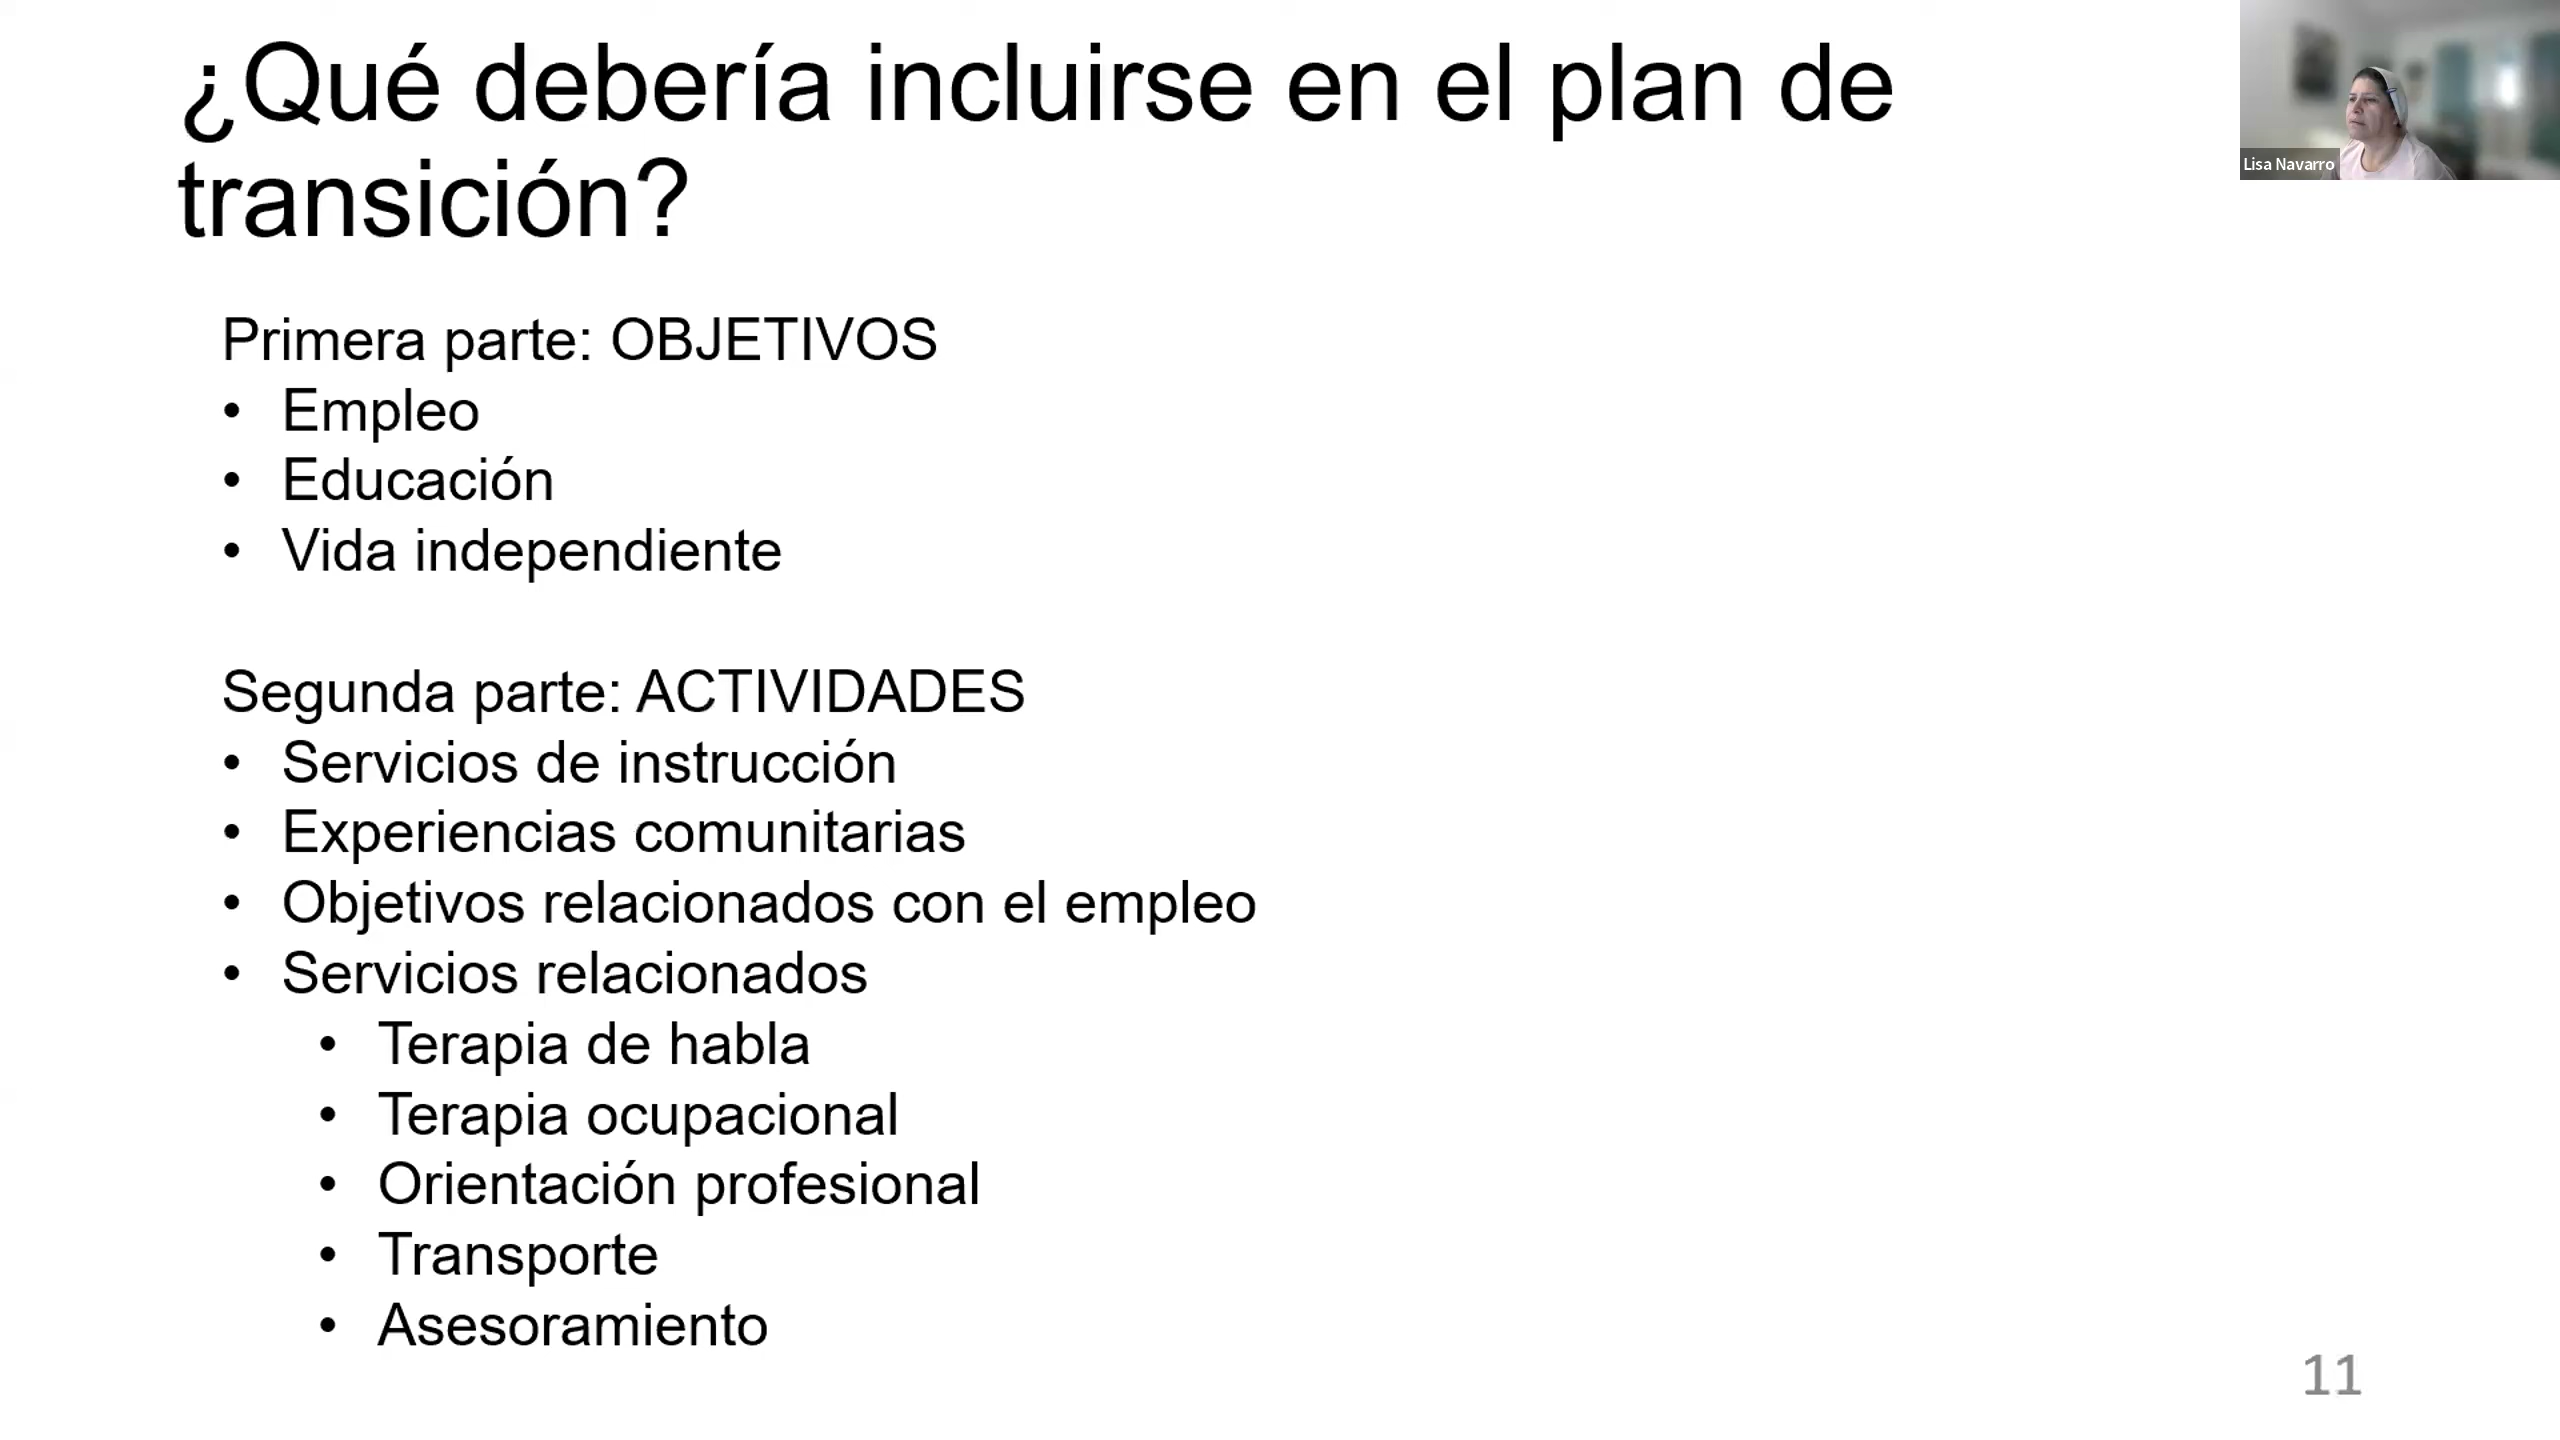 ¿Qué debería incluirse en el plan de
transición?
Lisa Navarro
Primera parte: OBJETIVOS
• Empleo
• Educación
• Vida independiente
Segunda parte: ACTIVIDADES
• Servicios de instrucción
• Experiencias comunitarias
• Objetivos relacionados con el empleo
• Servicios relacionados
• Terapia de habla
• Terapia ocupacional
• Orientación profesional
• Transporte
• Asesoramiento
11